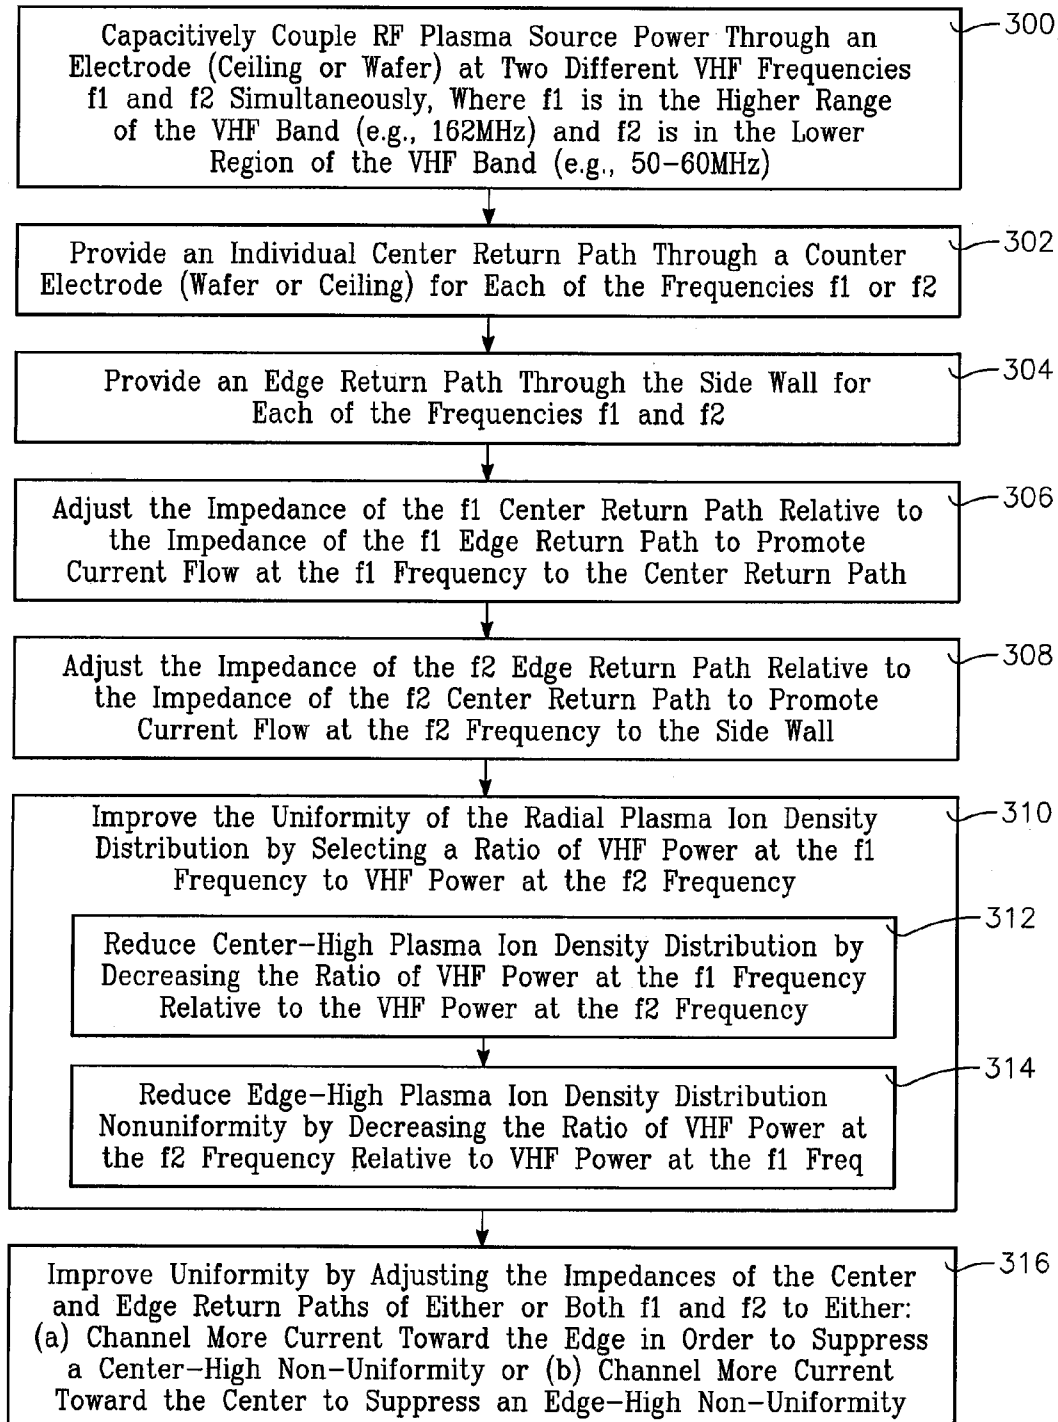 Capacitively Couple RF Plasma Source Power Through an
Electrode (Ceiling or Wafer) at Two Different VHF Frequencies
f1 and f2 Simultaneously, Where f1 is in the Higher Range
of the VHF Band (e.g., 162MHz) and f2 is in the Lower
Region of the VHF Band (e.g., 50-60MHz)
300
Provide an Individual Center Return Path Through a Counter
Electrode (Wafer or Ceiling) for Each of the Frequencies f1 or f2
302
Provide an Edge Return Path Through the Side Wall for
Each of the Frequencies f1 and f2
304
Adjust the Impedance of the f1 Center Return Path Relative to
the Impedance of the f1 Edge Return Path to Promote
Current Flow at the f1 Frequency to the Center Return Path
306
Adjust the Impedance of the f2 Edge Return Path Relative to
the Impedance of the f2 Center Return Path to Promote
Current Flow at the f2 Frequency to the Side Wall
308
Improve the Uniformity of the Radial Plasma Ion Density
Distribution by Selecting a Ratio of VHF Power at the f1
Frequency to VHF Power at the f2 Frequency
310
Reduce Center-High Plasma Ion Density Distribution by
Decreasing the Ratio of VHF Power at the f1 Frequency
Relative to the VHF Power at the f2 Frequency
312
Reduce Edge-High Plasma Ion Density Distribution
Nonuniformity by Decreasing the Ratio of VHF Power at
the f2 Frequency Relative to VHF Power at the f1 Freq
314
Improve Uniformity by Adjusting the Impedances of the Center
and Edge Return Paths of Either or Both f1 and f2 to Either:
(a) Channel More Current Toward the Edge in Order to Suppress
a Center-High Non-Uniformity or (b) Channel More Current
Toward the Center to Suppress an Edge-High Non-Uniformity
316